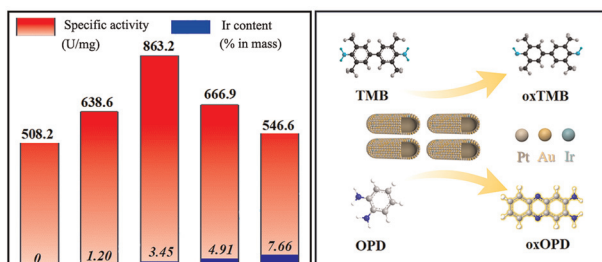 Specific activity
(U/mg)
Ir content
(% in mass)
508.2
638.6
863.2
666.9
546.6
0
1.20
3.45
4.91
7.66
TMB
oxTMB
Pt Au Ir
OPD
oxOPD